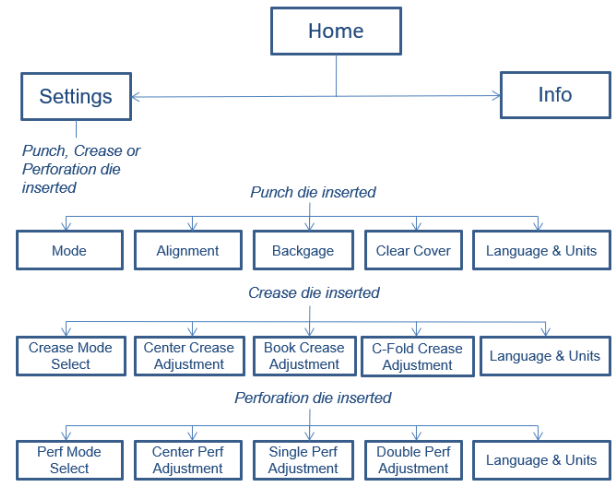 Home
Settings
Info
Punch, Crease or
Perforation die
inserted
Punch die inserted
Mode
Alignment
Backgage
Clear Cover
Language & Units
Crease die inserted
Crease Mode
Select
Center Crease
Adjustment
Book Crease
Adjustment
C-Fold Crease
Adjustment
Language & Units
Perforation die inserted
Perf Mode
Select
Center Perf
Adjustment
Single Perf
Adjustment
Double Perf
Adjustment
Language & Units